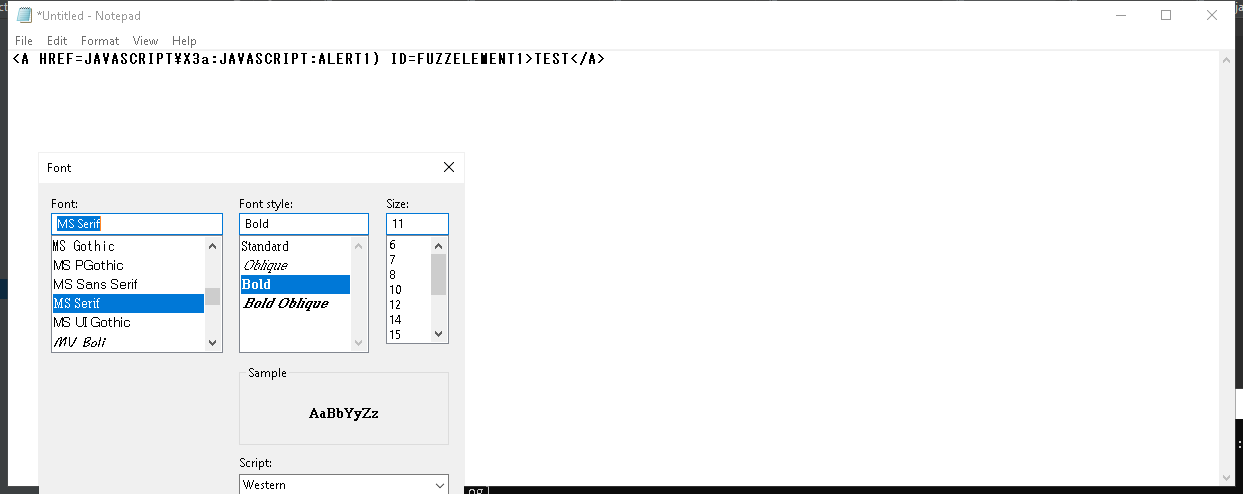 *Untitled - Notepad
File Edit Format View Help
<A HREF=JAVASCRIPT¥X3a:JAVASCRIPT:ALERT1) ID=FUZZELEMENT1>TEST</A>
Font
Font: Font style: Size:
MS Serif Bold 11
MS Gothic Standard 6
MS PGothic Oblique 7
MS Sans Serif Bold 8
MS Serif Bold Oblique 10
MS UI Gothic 12
MV Boli 14
15
Sample
AaBbYyZz
Script:
Western